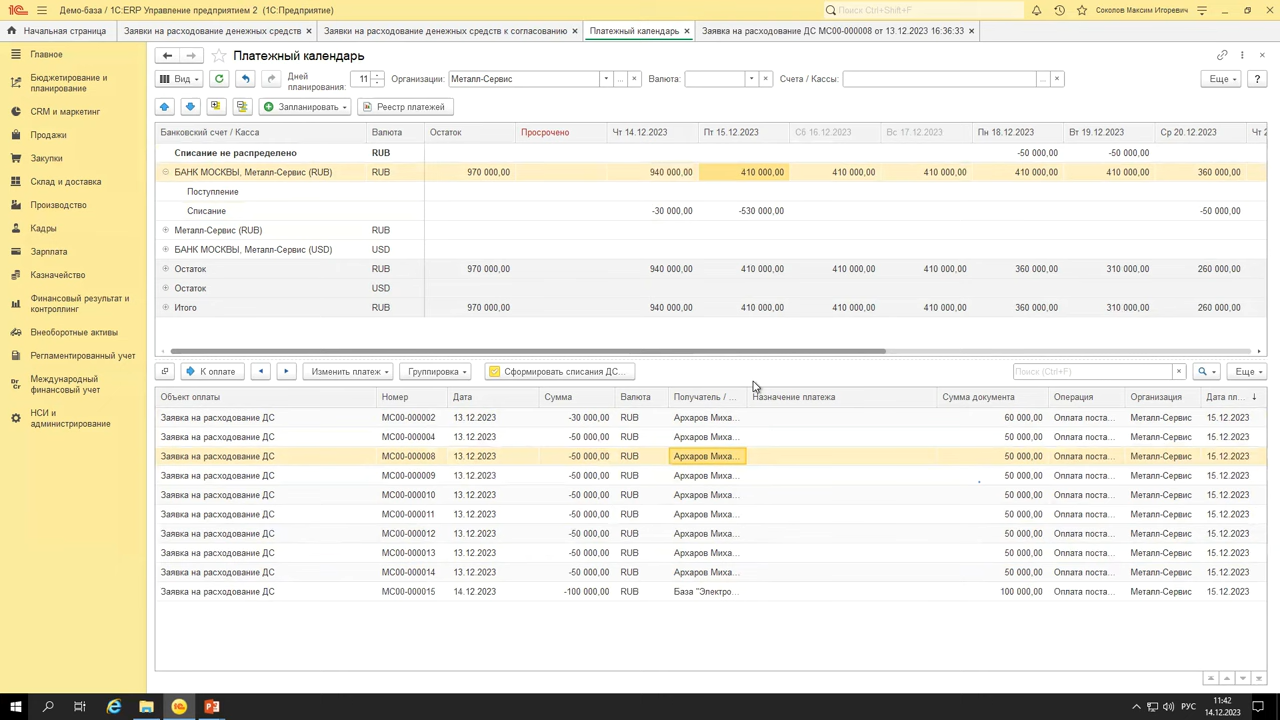 Демо-база / 1С:ERP Управление предприятием 2 (1С:Предприятие)
Поиск Ctrl+Shift+F
Соколов Максим Игоревич
Начальная страница
Заявки на расходование денежных средств
Заявки на расходование денежных средств к согласованию
Платежный календарь
Заявка на расходование ДС МС00-000008 от 13.12.2023 16:36:33
Главное
Бюджетирование и планирование
CRM и маркетинг
Продажи
Закупки
Склад и доставка
Производство
Кадры
Зарплата
Казначейство
Финансовый результат и контроллинг
Внеоборотные активы
Регламентированный учет
Международный финансовый учет
НСИ и администрирование
Платежный календарь
Вид
Дней планирования: 11
Организации: Металл-Сервис
Валюта:
Счета / Кассы:
Еще
?
Запланировать
Реестр платежей
Банковский счет / Касса Валюта Остаток Просрочено Чт 14.12.2023 Пт 15.12.2023 Сб 16.12.2023 Вс 17.12.2023 Пн 18.12.2023 Вт 19.12.2023 Ср 20.12.2023 Чт 2
Списание не распределено RUB -50 000,00 -50 000,00
БАНК МОСКВЫ, Металл-Сервис (RUB) RUB 970 000,00 940 000,00 410 000,00 410 000,00 410 000,00 410 000,00 410 000,00 360 000,00
Поступление
Списание -30 000,00 -530 000,00 -50 000,00
Металл-Сервис (RUB) RUB
БАНК МОСКВЫ, Металл-Сервис (USD) USD
Остаток RUB 970 000,00 940 000,00 410 000,00 410 000,00 410 000,00 360 000,00 310 000,00 260 000,00
Остаток USD
Итого RUB 970 000,00 940 000,00 410 000,00 410 000,00 410 000,00 360 000,00 310 000,00 260 000,00
К оплате
Изменить платеж
Группировка
Сформировать списания ДС...
Поиск (Ctrl+F)
Еще
Объект оплаты Номер Дата Сумма Валюта Получатель / ... Назначение платежа Сумма документа Операция Организация Дата пл...
Заявка на расходование ДС МС00-000002 13.12.2023 -30 000,00 RUB Архаров Миха... 60 000,00 Оплата поста... Металл-Сервис 15.12.2023
Заявка на расходование ДС МС00-000004 13.12.2023 -50 000,00 RUB Архаров Миха... 50 000,00 Оплата поста... Металл-Сервис 15.12.2023
Заявка на расходование ДС МС00-000008 13.12.2023 -50 000,00 RUB Архаров Миха... 50 000,00 Оплата поста... Металл-Сервис 15.12.2023
Заявка на расходование ДС МС00-000009 13.12.2023 -50 000,00 RUB Архаров Миха... 50 000,00 Оплата поста... Металл-Сервис 15.12.2023
Заявка на расходование ДС МС00-000010 13.12.2023 -50 000,00 RUB Архаров Миха... 50 000,00 Оплата поста... Металл-Сервис 15.12.2023
Заявка на расходование ДС МС00-000011 13.12.2023 -50 000,00 RUB Архаров Миха... 50 000,00 Оплата поста... Металл-Сервис 15.12.2023
Заявка на расходование ДС МС00-000012 13.12.2023 -50 000,00 RUB Архаров Миха... 50 000,00 Оплата поста... Металл-Сервис 15.12.2023
Заявка на расходование ДС МС00-000013 13.12.2023 -50 000,00 RUB Архаров Миха... 50 000,00 Оплата поста... Металл-Сервис 15.12.2023
Заявка на расходование ДС МС00-000014 13.12.2023 -50 000,00 RUB Архаров Миха... 50 000,00 Оплата поста... Металл-Сервис 15.12.2023
Заявка на расходование ДС МС00-000015 14.12.2023 -100 000,00 RUB База "Электро... 100 000,00 Оплата поста... Металл-Сервис 15.12.2023
РУС
11:42
14.12.2023